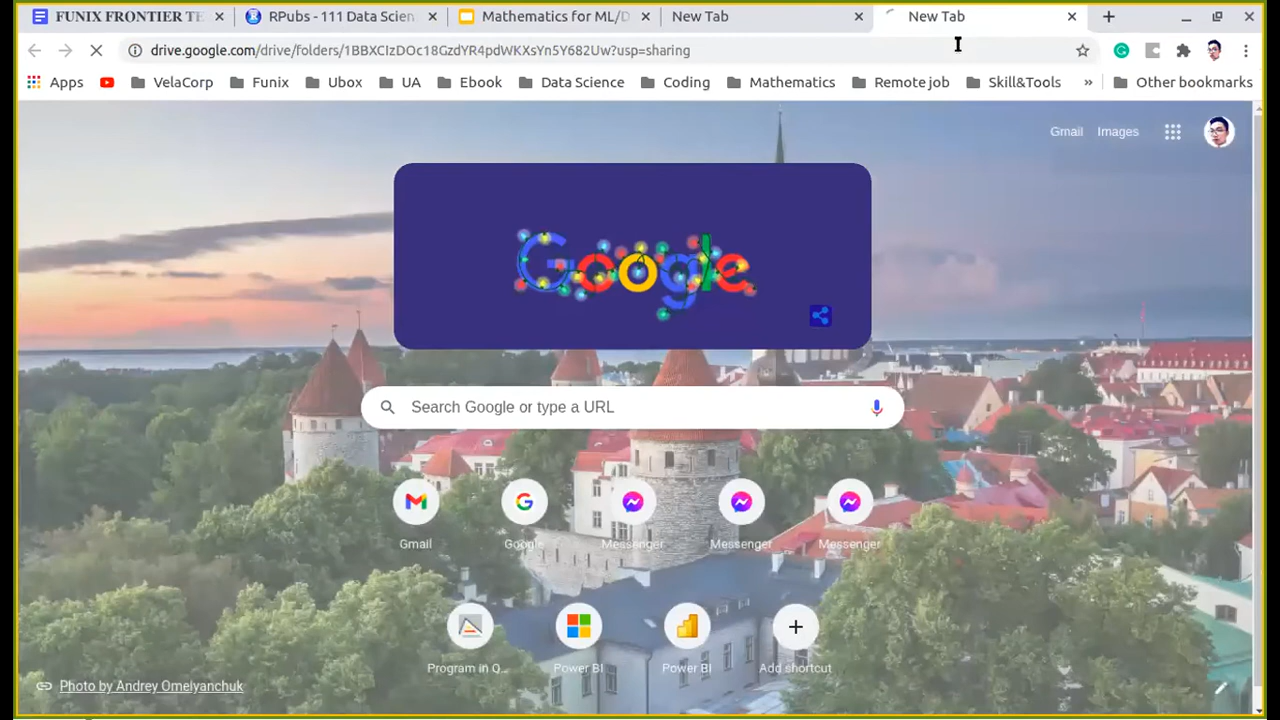 FUNIX FRONTIER TE
RPubs - 111 Data Scien
Mathematics for ML/D
New Tab
New Tab
drive.google.com/drive/folders/1BBXCIzDOc18GzdYR4pdWKXsYn5Y682Uw?usp=sharing
Apps
VelaCorp
Funix
Ubox
UA
Ebook
Data Science
Coding
Mathematics
Remote job
Skill&Tools
»
Other bookmarks
Gmail
Images
Google
Search Google or type a URL
Gmail
Google
Messenger
Messenger
Messenger
Program in Q...
Power BI
Power BI
Add shortcut
Photo by Andrey Omelyanchuk